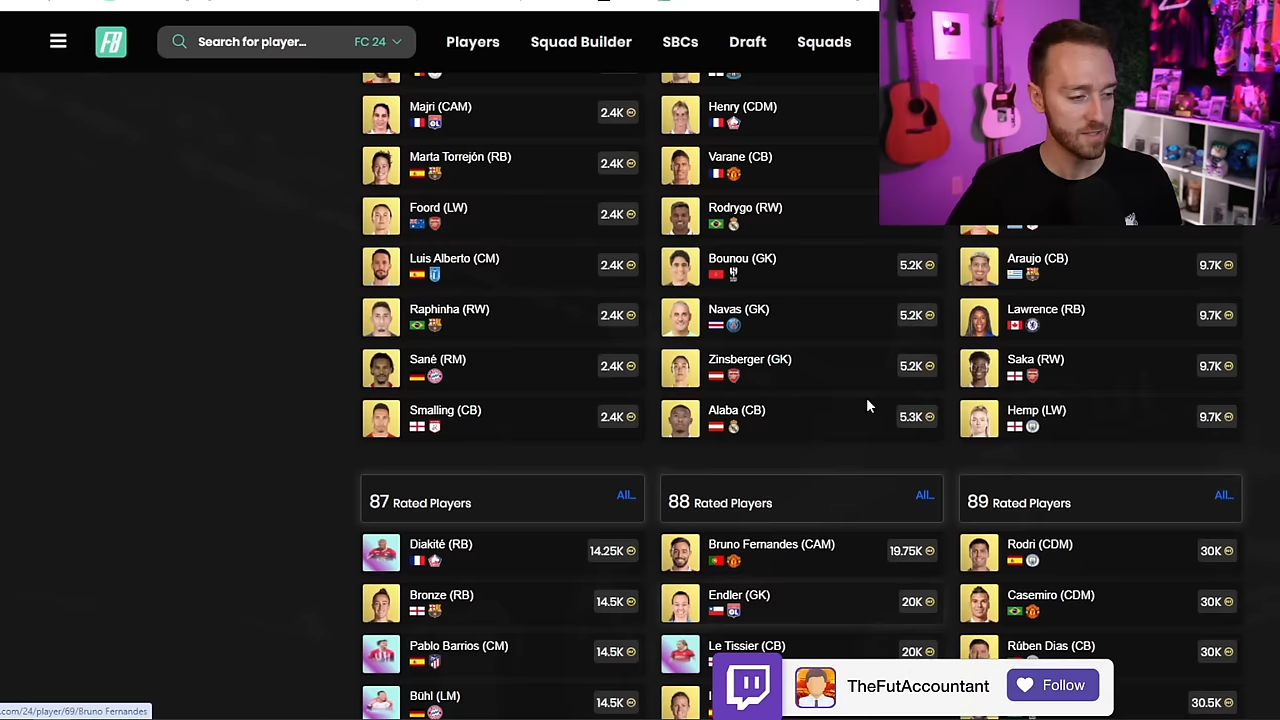 FB
Search for player...
FC 24
Players
Squad Builder
SBCs
Draft
Squads
Majri (CAM)
2.4K
Marta Torrejón (RB)
2.4K
Foord (LW)
2.4K
Luis Alberto (CM)
2.4K
Raphinha (RW)
2.4K
Sané (RM)
2.4K
Smalling (CB)
2.4K
Henry (CDM)
Varane (CB)
Rodrygo (RW)
Bounou (GK)
5.2K
Navas (GK)
5.2K
Zinsberger (GK)
5.2K
Alaba (CB)
5.3K
Araujo (CB)
9.7K
Lawrence (RB)
9.7K
Saka (RW)
9.7K
Hemp (LW)
9.7K
87 Rated Players
All...
Diakité (RB)
14.25K
Bronze (RB)
14.5K
Pablo Barrios (CM)
14.5K
Bühl (LM)
14.5K
88 Rated Players
All...
Bruno Fernandes (CAM)
19.75K
Endler (GK)
20K
Le Tissier (CB)
20K
89 Rated Players
All...
Rodri (CDM)
30K
Casemiro (CDM)
30K
Rúben Dias (CB)
30K
30.5K
TheFutAccountant
Follow
.com/24/player/69/Bruno Fernandes